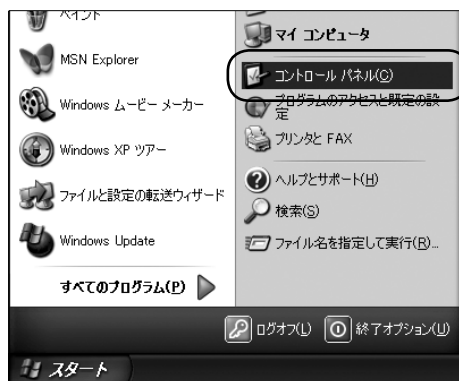 ペイント
MSN Explorer
Windows ムービー メーカー
Windows XP ツアー
ファイルと設定の転送ウィザード
Windows Update
すべてのプログラム(P)
マイ コンピュータ
コントロール パネル(C)
プログラムのアクセスと既定の設
定
プリンタと FAX
ヘルプとサポート(H)
検索(S)
ファイル名を指定して実行(R)...
ログオフ(L)
終了オプション(U)
スタート